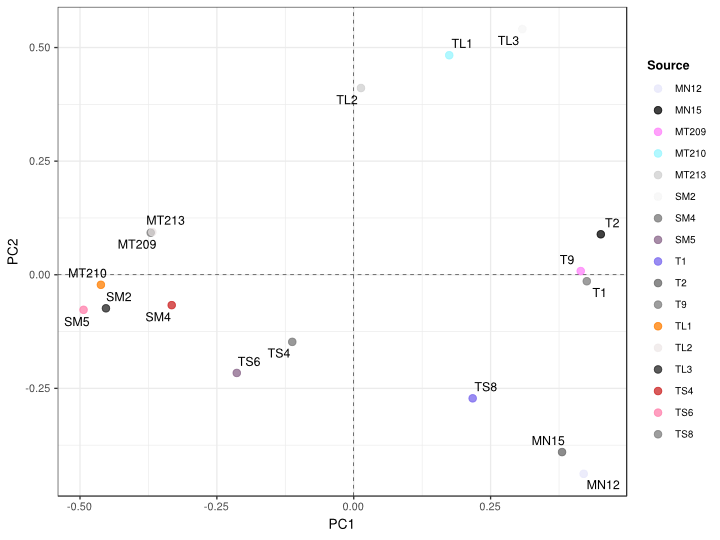 TL1
TL3
TL2
T2
MT213
MT209
MT210
T9
T1
SM2
SM5
SM4
TS4
TS6
TS8
MN15
MN12
0.50
0.25
0.00
-0.25
-0.50
-0.25
0.00
0.25
PC1
PC2
Source
MN12
MN15
MT209
MT210
MT213
SM2
SM4
SM5
T1
T2
T9
TL1
TL2
TL3
TS4
TS6
TS8